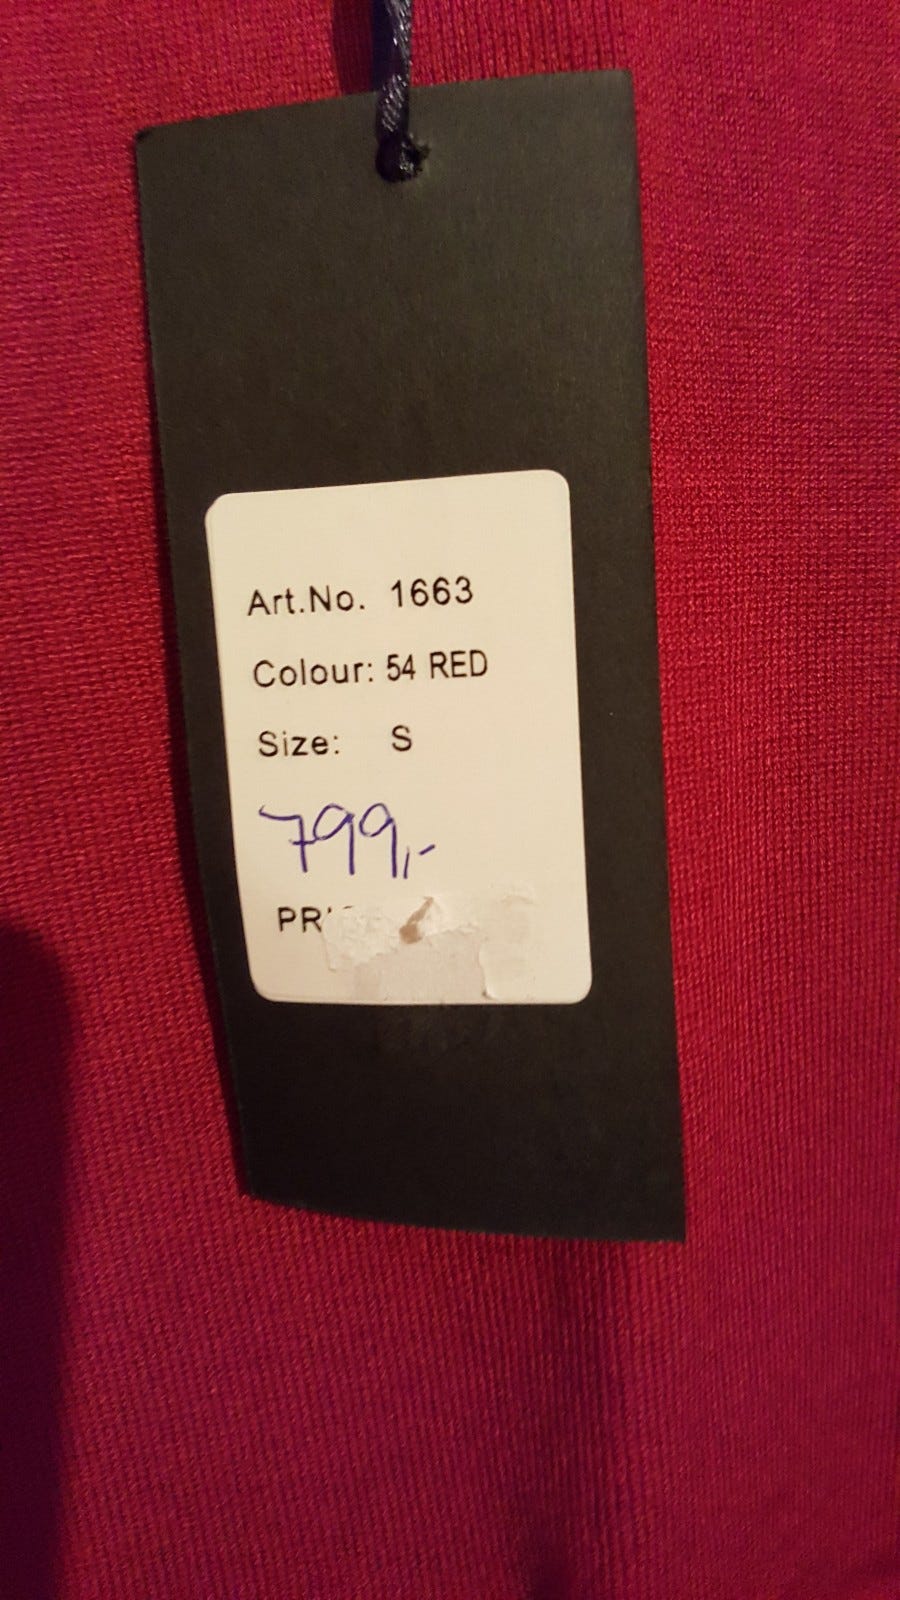 Art.No. 1663
Colour: 54 RED
Size: S
799,-